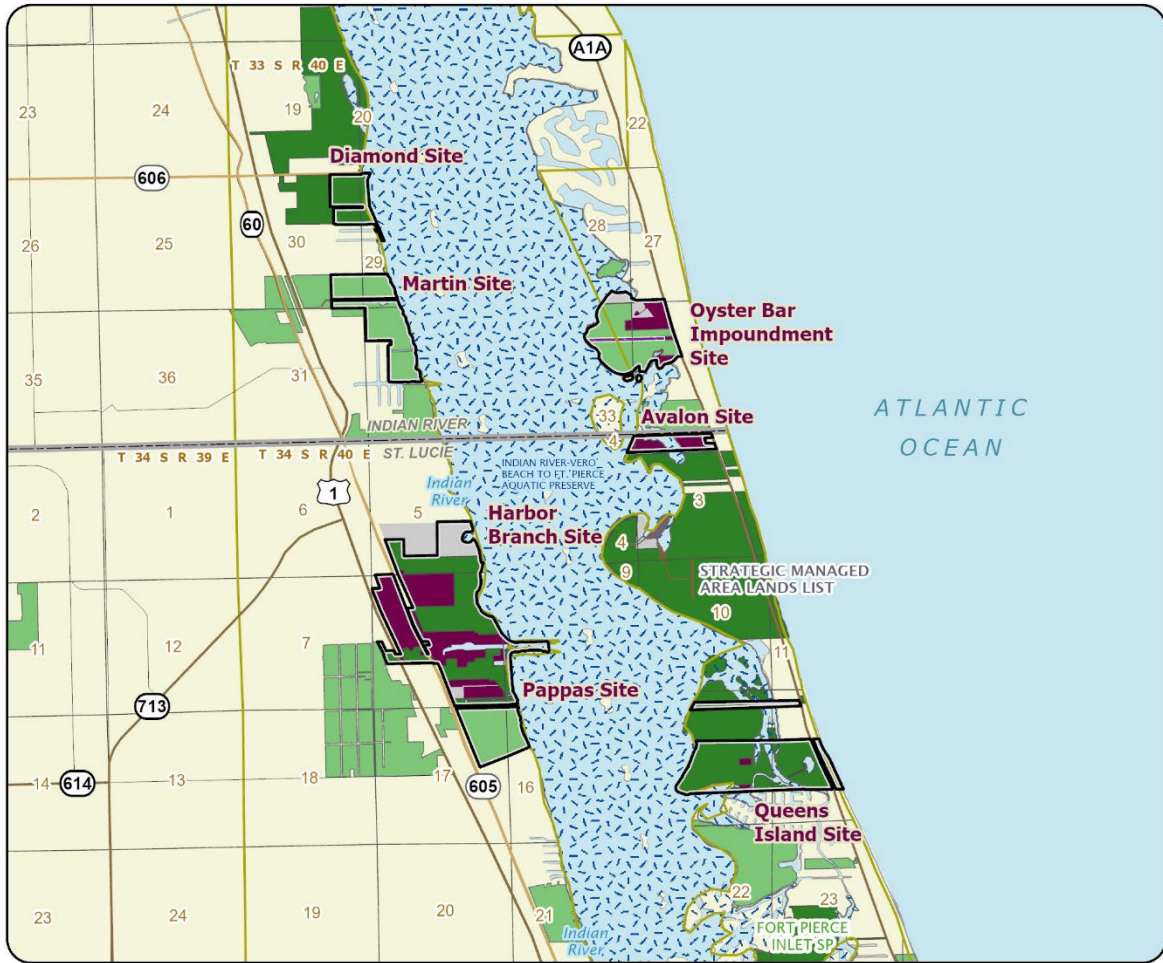 A1A
T 33 S R 40 E
23
24
19
20
22
Diamond Site
606
60
28
27
26
25
30
29
Martin Site
Oyster Bar
Impoundment
Site
35
36
31
33
Avalon Site
INDIAN RIVER
4
ATLANTIC
OCEAN
T 34 S R 39 E
T 34 S R 40 E
ST. LUCIE
INDIAN RIVER-VERO
BEACH TO FT. PIERCE
AQUATIC PRESERVE
1
Indian
River
3
2
1
6
5
Harbor
Branch Site
4
9
STRATEGIC MANAGED
AREA LANDS LIST
10
11
12
7
11
713
Pappas Site
14
614
13
18
17
605
16
Queens
Island Site
22
23
23
24
19
20
21
FORT PIERCE
INLET SP
Indian
River